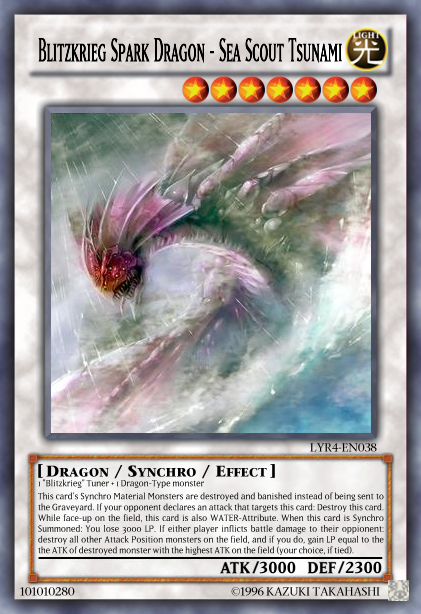 BLITZKRIEG SPARK DRAGON - SEA SCOUT TSUNAMI
LIGHT
光
LYR4-EN038
[ DRAGON / SYNCHRO / EFFECT ]
1 "Blitzkrieg" Tuner + 1 Dragon-Type monster
This card's Synchro Material Monsters are destroyed and banished instead of being sent
to the Graveyard. If your opponent declares an attack that targets this card: Destroy this card.
While face-up on the field, this card is also WATER-Attribute. When this card is Synchro
Summoned: You lose 3000 LP. If either player inflicts battle damage to their oppionent:
destroy all other Attack Position monsters on the field, and if you do, gain LP equal to the
the ATK of destroyed monster with the highest ATK on the field (your choice, if tied).
ATK/3000 DEF/2300
101010280
©1996 KAZUKI TAKAHASHI